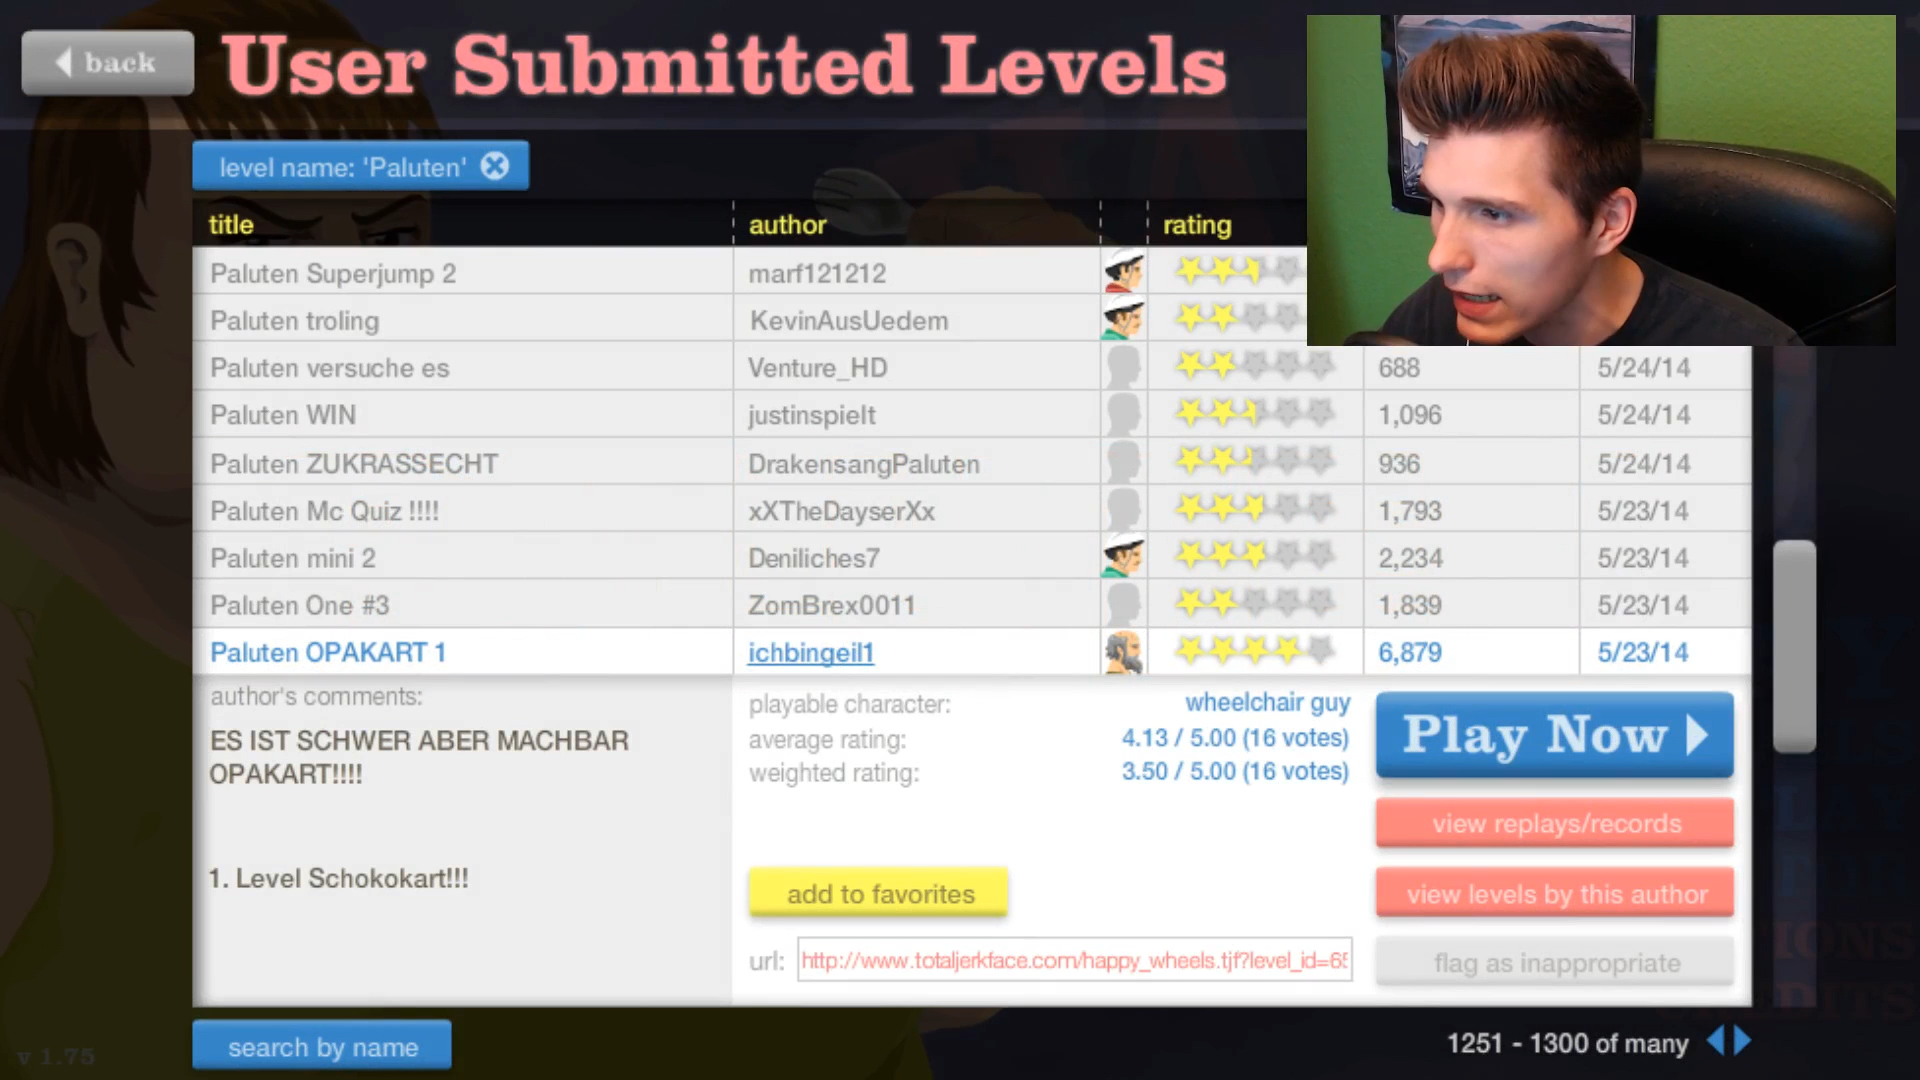 back
User Submitted Levels
level name: 'Paluten'
title author rating
Paluten Superjump 2 marf121212
Paluten troling KevinAusUedem
Paluten versuche es Venture_HD 688 5/24/14
Paluten WIN justinspielt 1,096 5/24/14
Paluten ZUKRASSECHT DrakensangPaluten 936 5/24/14
Paluten Mc Quiz !!!! xXTheDayserXx 1,793 5/23/14
Paluten mini 2 Deniliches7 2,234 5/23/14
Paluten One #3 ZomBrex0011 1,839 5/23/14
Paluten OPAKART 1 ichbingeil1 6,879 5/23/14
author's comments:
ES IST SCHWER ABER MACHBAR
OPAKART!!!!
1. Level Schokokart!!!
playable character: wheelchair guy
average rating: 4.13 / 5.00 (16 votes)
weighted rating: 3.50 / 5.00 (16 votes)
add to favorites
url: http://www.totaljerkface.com/happy_wheels.tjf?level_id=65
Play Now
view replays/records
view levels by this author
flag as inappropriate
search by name
1251 - 1300 of many
v 1.75